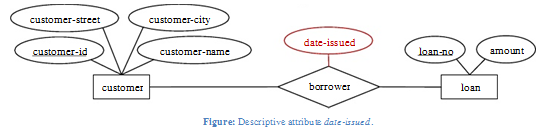 customer-street
customer-city
customer-id
customer-name
date-issued
loan-no
amount
customer
borrower
loan
Figure: Descriptive attribute date-issued.